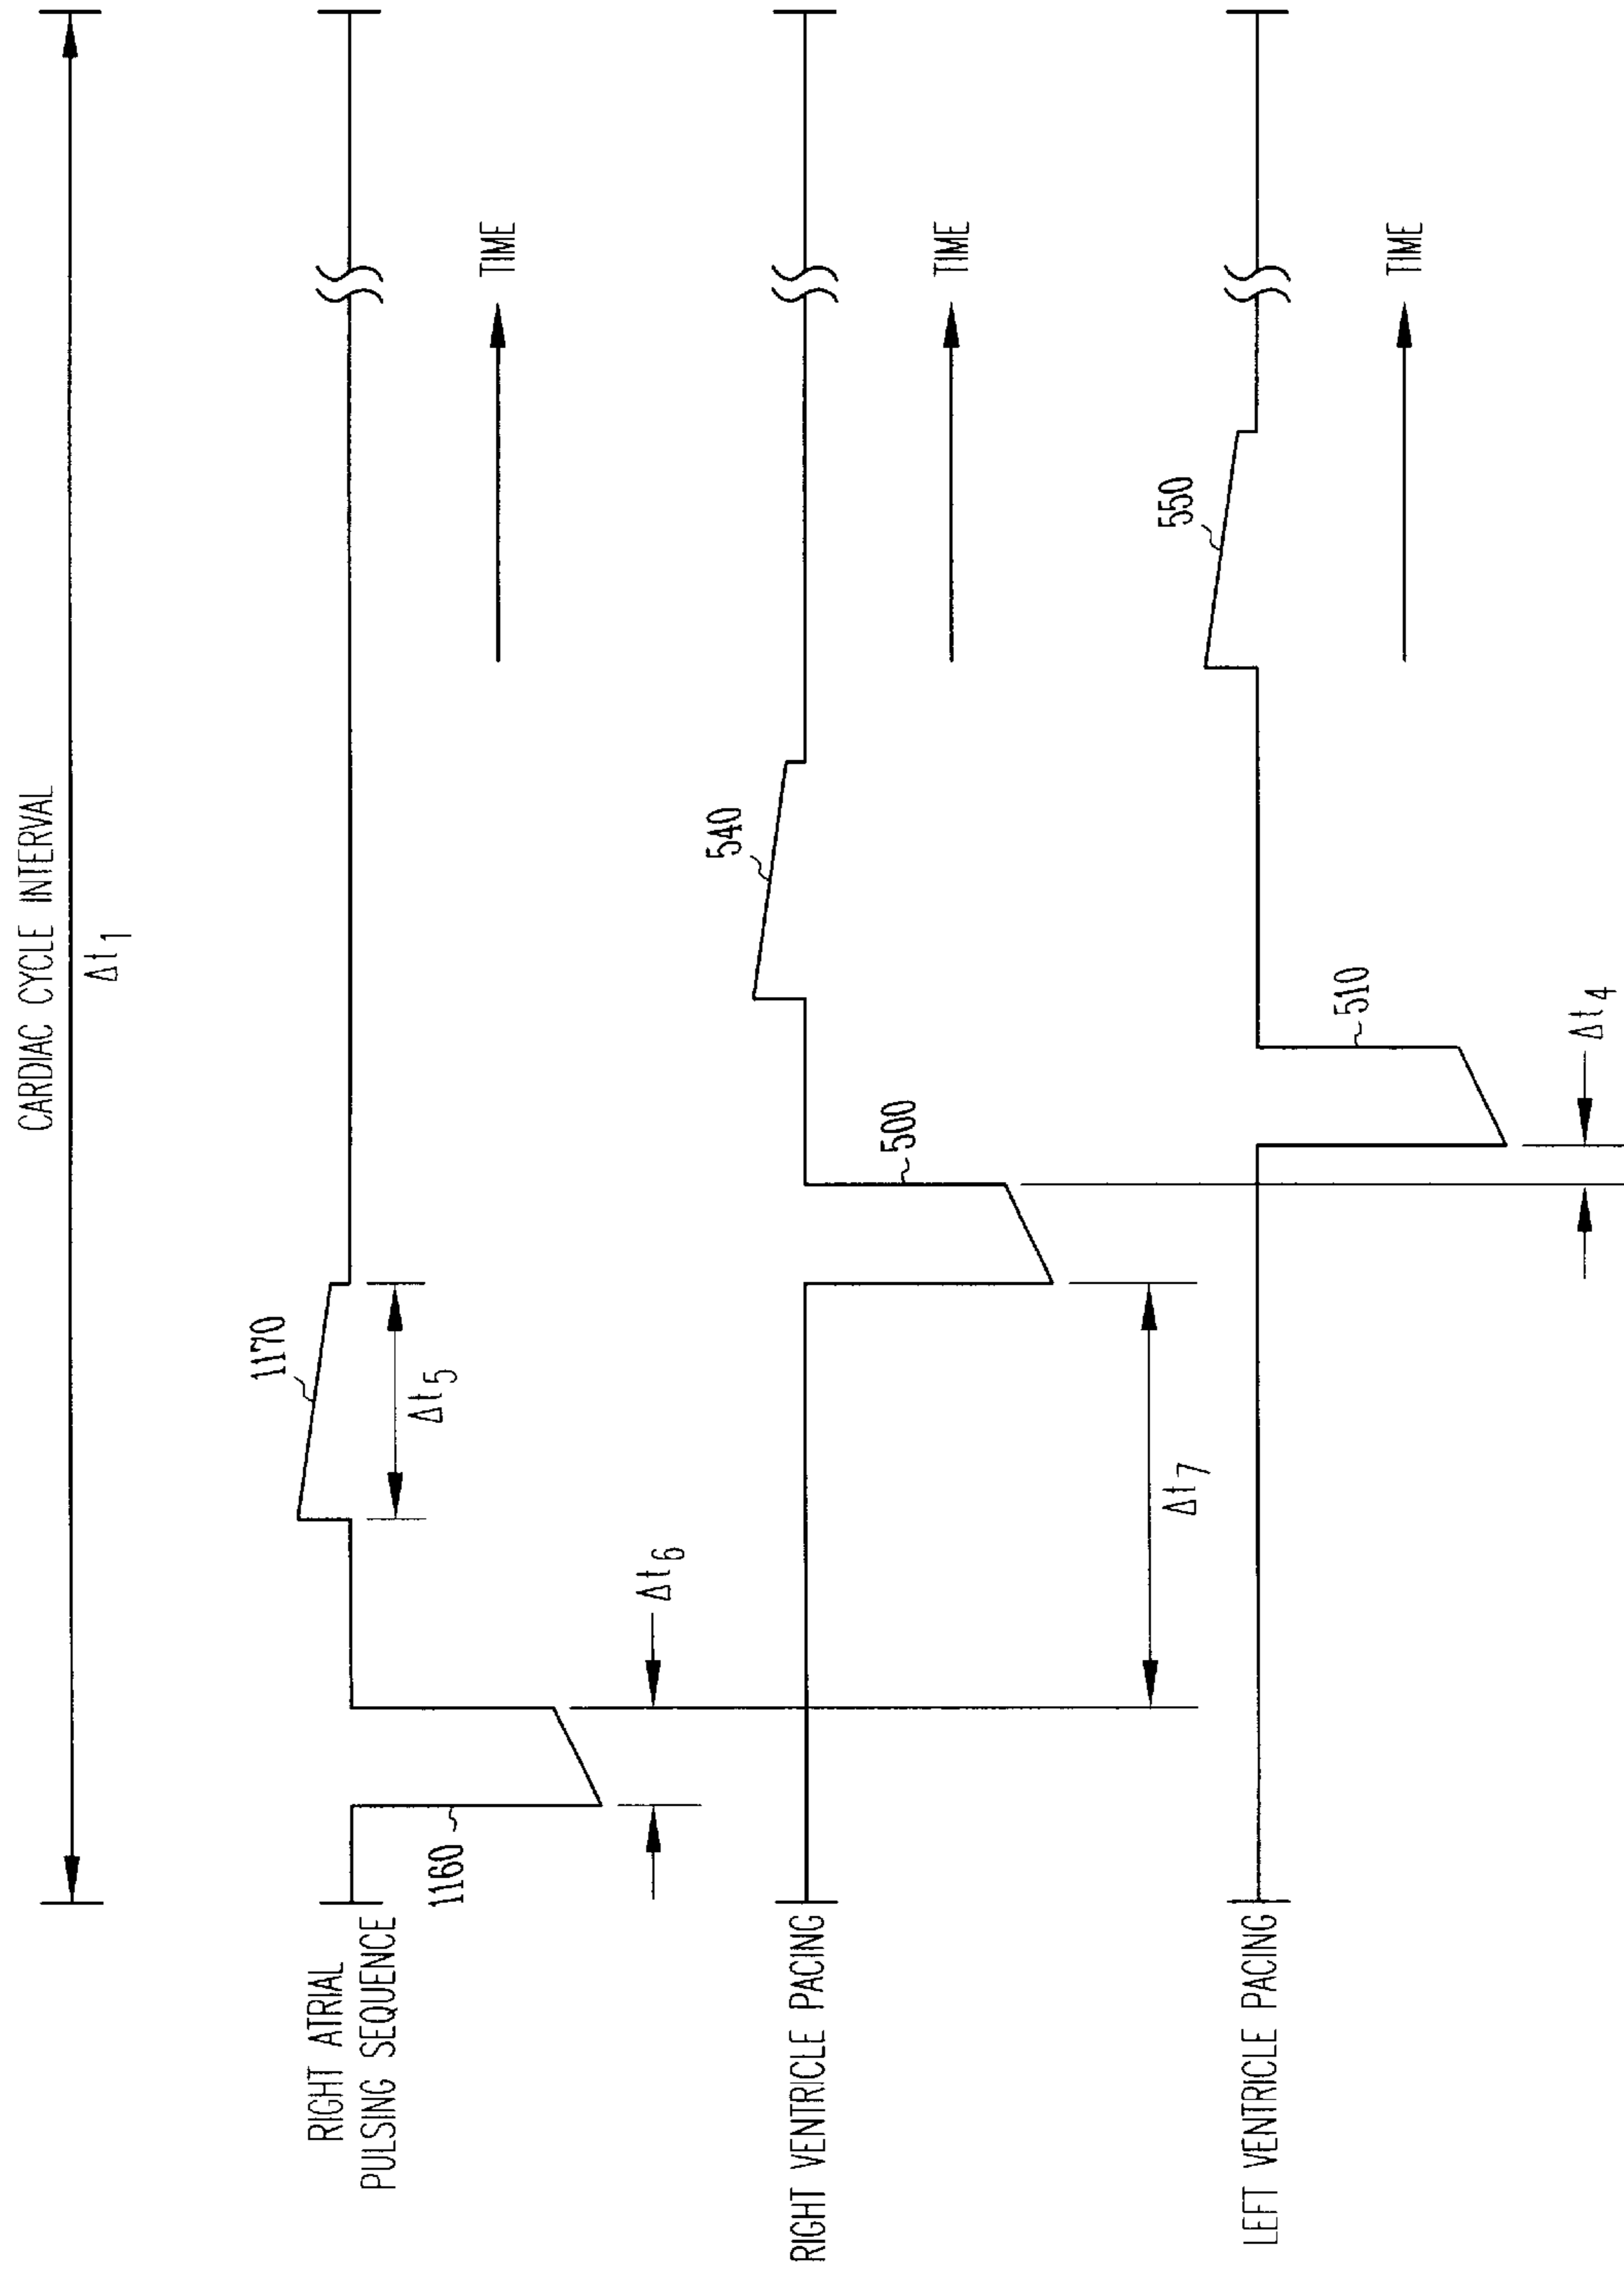 CARDIAC CYCLE INTERVAL
Δt1
RIGHT ATRIAL
PULSING SEQUENCE
1160
1170
Δt5
Δt6
TIME
RIGHT VENTRICLE PACING
500
540
TIME
Δt7
LEFT VENTRICLE PACING
510
550
TIME
Δt4